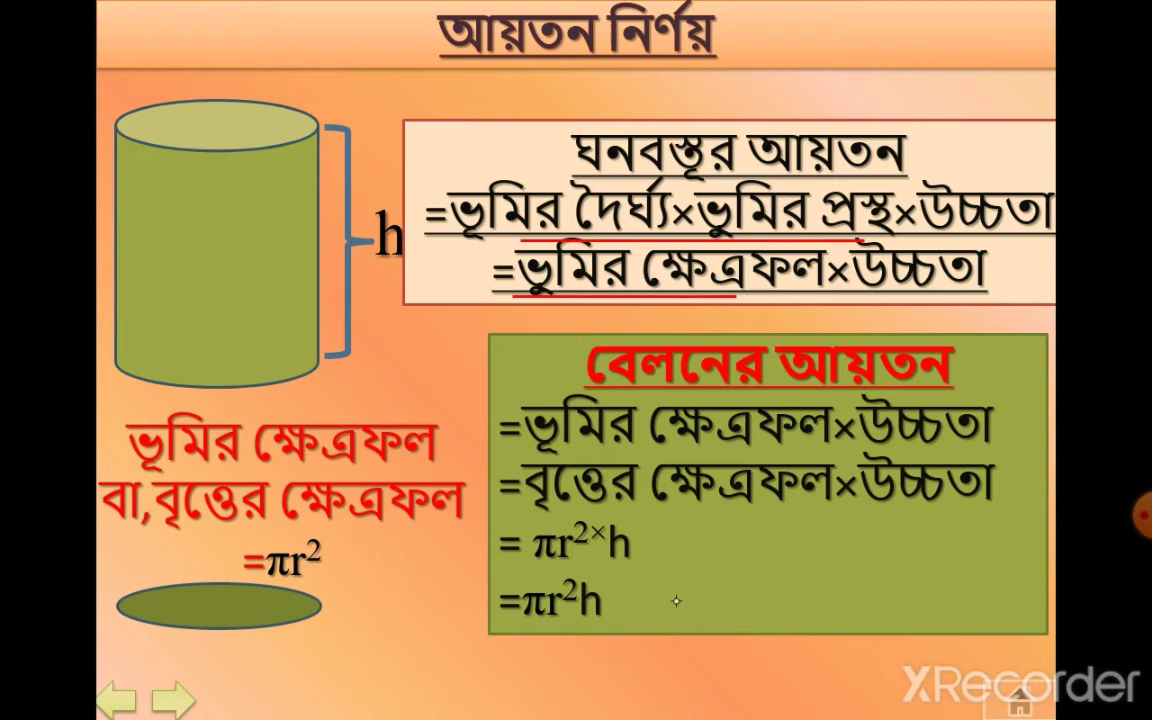 আয়তন নির্ণয়
h
ঘনবস্তূর আয়তন
=ভূমির দৈর্ঘ্য×ভুমির প্রস্থ×উচ্চতা
=ভুমির ক্ষেত্রফল×উচ্চতা
বেলনের আয়তন
=ভূমির ক্ষেত্রফল×উচ্চতা
=বৃত্তের ক্ষেত্রফল×উচ্চতা
= πr²ˣh
=πr²h
ভূমির ক্ষেত্রফল
বা,বৃত্তের ক্ষেত্রফল
=πr²
XRecorder